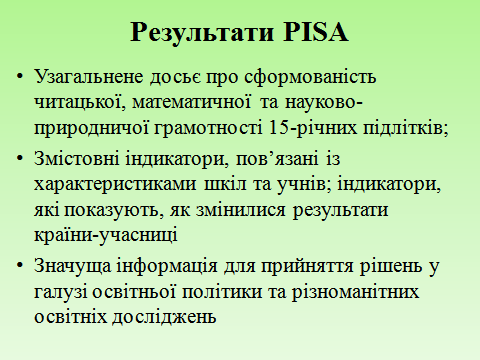 Результати PISA
• Узагальнене досьє про сформованість
читацької, математичної та науково-
природничої грамотності 15-річних підлітків;
• Змістовні індикатори, пов’язані із
характеристиками шкіл та учнів; індикатори,
які показують, як змінилися результати
країни-учасниці
• Значуща інформація для прийняття рішень у
галузі освітньої політики та різноманітних
освітніх досліджень